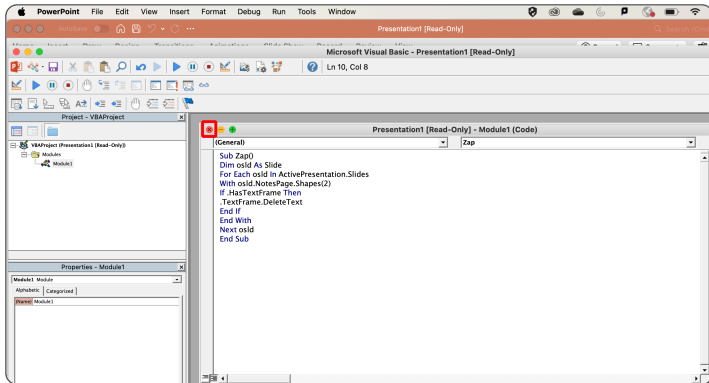 PowerPoint File Edit View Insert Format Debug Run Tools Window
AutoSave Presentation1 [Read-Only]
Microsoft Visual Basic - Presentation1 [Read-Only]
Ln 10, Col 8
Project - VBAProject
VBAProject (Presentation1 [Read-Only])
Modules
Module1
Presentation1 [Read-Only] - Module1 (Code)
(General) Zap
Sub Zap()
Dim osld As Slide
For Each osld In ActivePresentation.Slides
With osld.NotesPage.Shapes(2)
If .HasTextFrame Then
.TextFrame.DeleteText
End If
End With
Next osld
End Sub
Properties - Module1
Module1 Module
Alphabetic Categorized
(Name) Module1